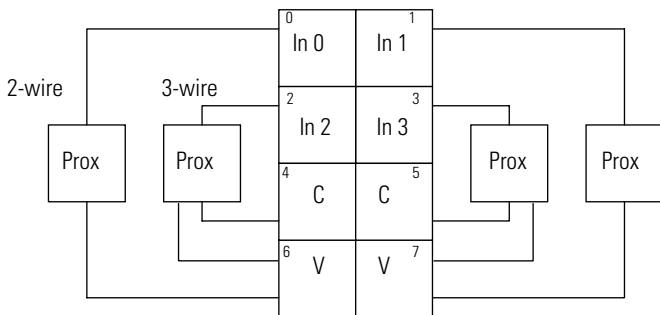 0 1
In 0 In 1
2-wire 3-wire
2 3
In 2 In 3
Prox Prox Prox Prox
4 5
C C
6 7
V V